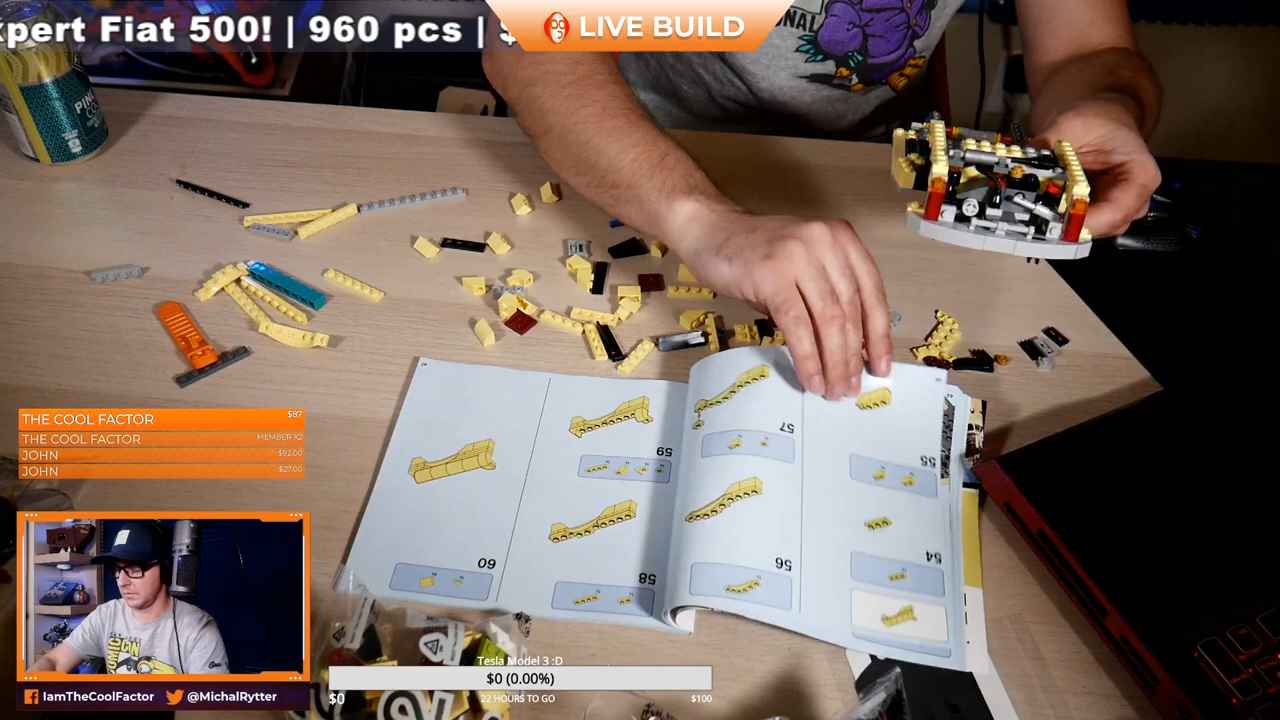 xpert Fiat 500! | 960 pcs | $
LIVE BUILD
ONAL
57
55
59
54
60
58
56
THE COOL FACTOR $87
THE COOL FACTOR MEMBER X2
JOHN $92.00
JOHN $27.00
Tesla Model 3 :D
$0 (0.00%)
$0 22 HOURS TO GO $100
IamTheCoolFactor @MichalRytter